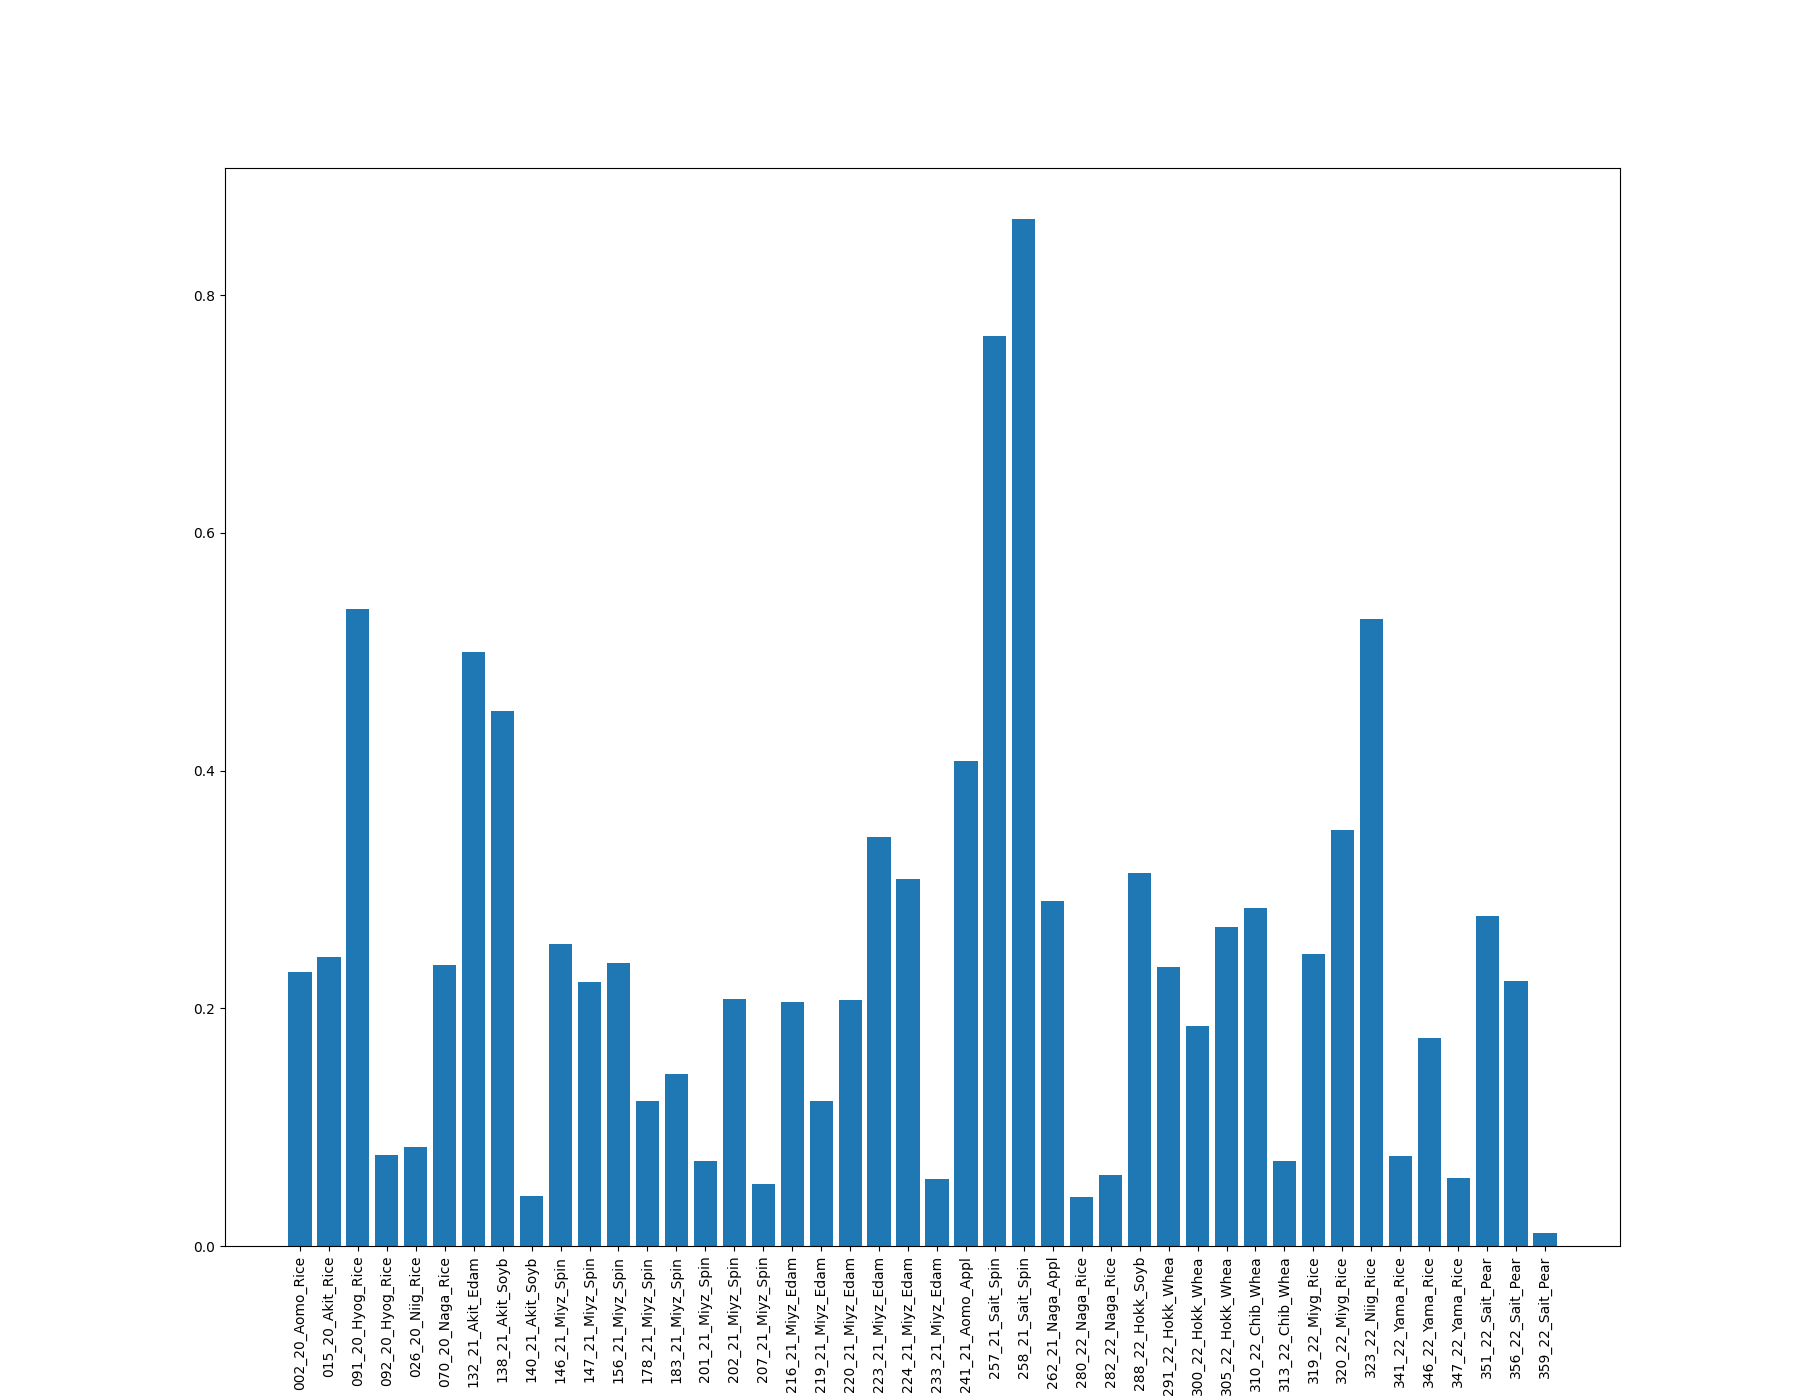 0.8
0.6
0.4
0.2
0.0
002_20_Aomo_Rice
015_20_Akit_Rice
091_20_Hyog_Rice
092_20_Hyog_Rice
026_20_Niig_Rice
070_20_Naga_Rice
132_21_Akit_Edam
138_21_Akit_Soyb
140_21_Akit_Soyb
146_21_Miyz_Spin
147_21_Miyz_Spin
156_21_Miyz_Spin
178_21_Miyz_Spin
183_21_Miyz_Spin
201_21_Miyz_Spin
202_21_Miyz_Spin
207_21_Miyz_Spin
216_21_Miyz_Edam
219_21_Miyz_Edam
220_21_Miyz_Edam
223_21_Miyz_Edam
224_21_Miyz_Edam
233_21_Miyz_Edam
241_21_Aomo_Appl
257_21_Sait_Spin
258_21_Sait_Spin
262_21_Naga_Appl
280_22_Naga_Rice
282_22_Naga_Rice
288_22_Hokk_Soyb
291_22_Hokk_Whea
300_22_Hokk_Whea
305_22_Hokk_Whea
310_22_Chib_Whea
313_22_Chib_Whea
319_22_Miyg_Rice
320_22_Miyg_Rice
323_22_Niig_Rice
341_22_Yama_Rice
346_22_Yama_Rice
347_22_Yama_Rice
351_22_Sait_Pear
356_22_Sait_Pear
359_22_Sait_Pear